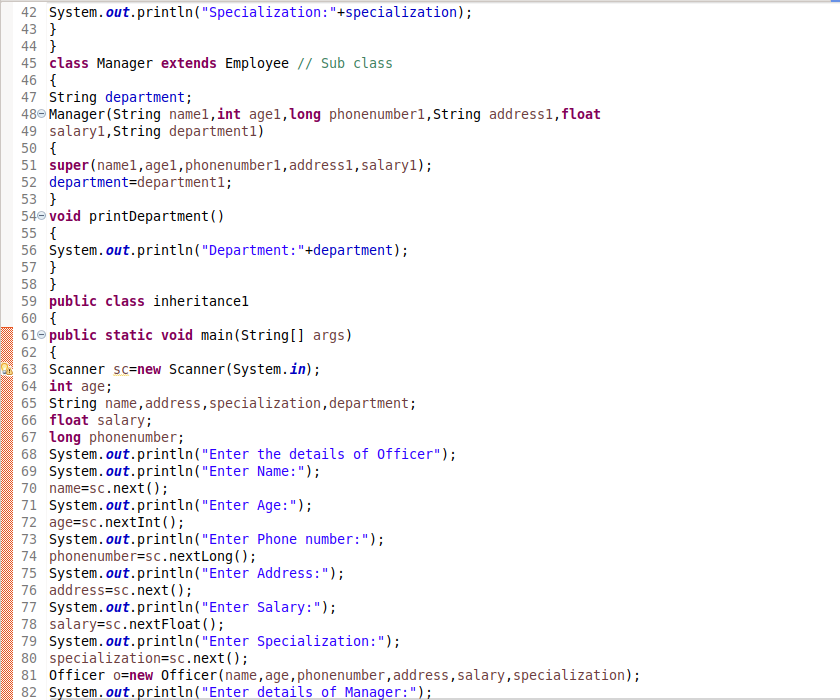 42 System.out.println("Specialization:"+specialization);
43 }
44 }
45 class Manager extends Employee // Sub class
46 {
47 String department;
48 Manager(String name1,int age1,long phonenumber1,String address1,float
49 salary1,String department1)
50 {
51 super(name1,age1,phonenumber1,address1,salary1);
52 department=department1;
53 }
54 void printDepartment()
55 {
56 System.out.println("Department:"+department);
57 }
58 }
59 public class inheritance1
60 {
61 public static void main(String[] args)
62 {
63 Scanner sc=new Scanner(System.in);
64 int age;
65 String name,address,specialization,department;
66 float salary;
67 long phonenumber;
68 System.out.println("Enter the details of Officer");
69 System.out.println("Enter Name:");
70 name=sc.next();
71 System.out.println("Enter Age:");
72 age=sc.nextInt();
73 System.out.println("Enter Phone number:");
74 phonenumber=sc.nextLong();
75 System.out.println("Enter Address:");
76 address=sc.next();
77 System.out.println("Enter Salary:");
78 salary=sc.nextFloat();
79 System.out.println("Enter Specialization:");
80 specialization=sc.next();
81 Officer o=new Officer(name,age,phonenumber,address,salary,specialization);
82 System.out.println("Enter details of Manager:");